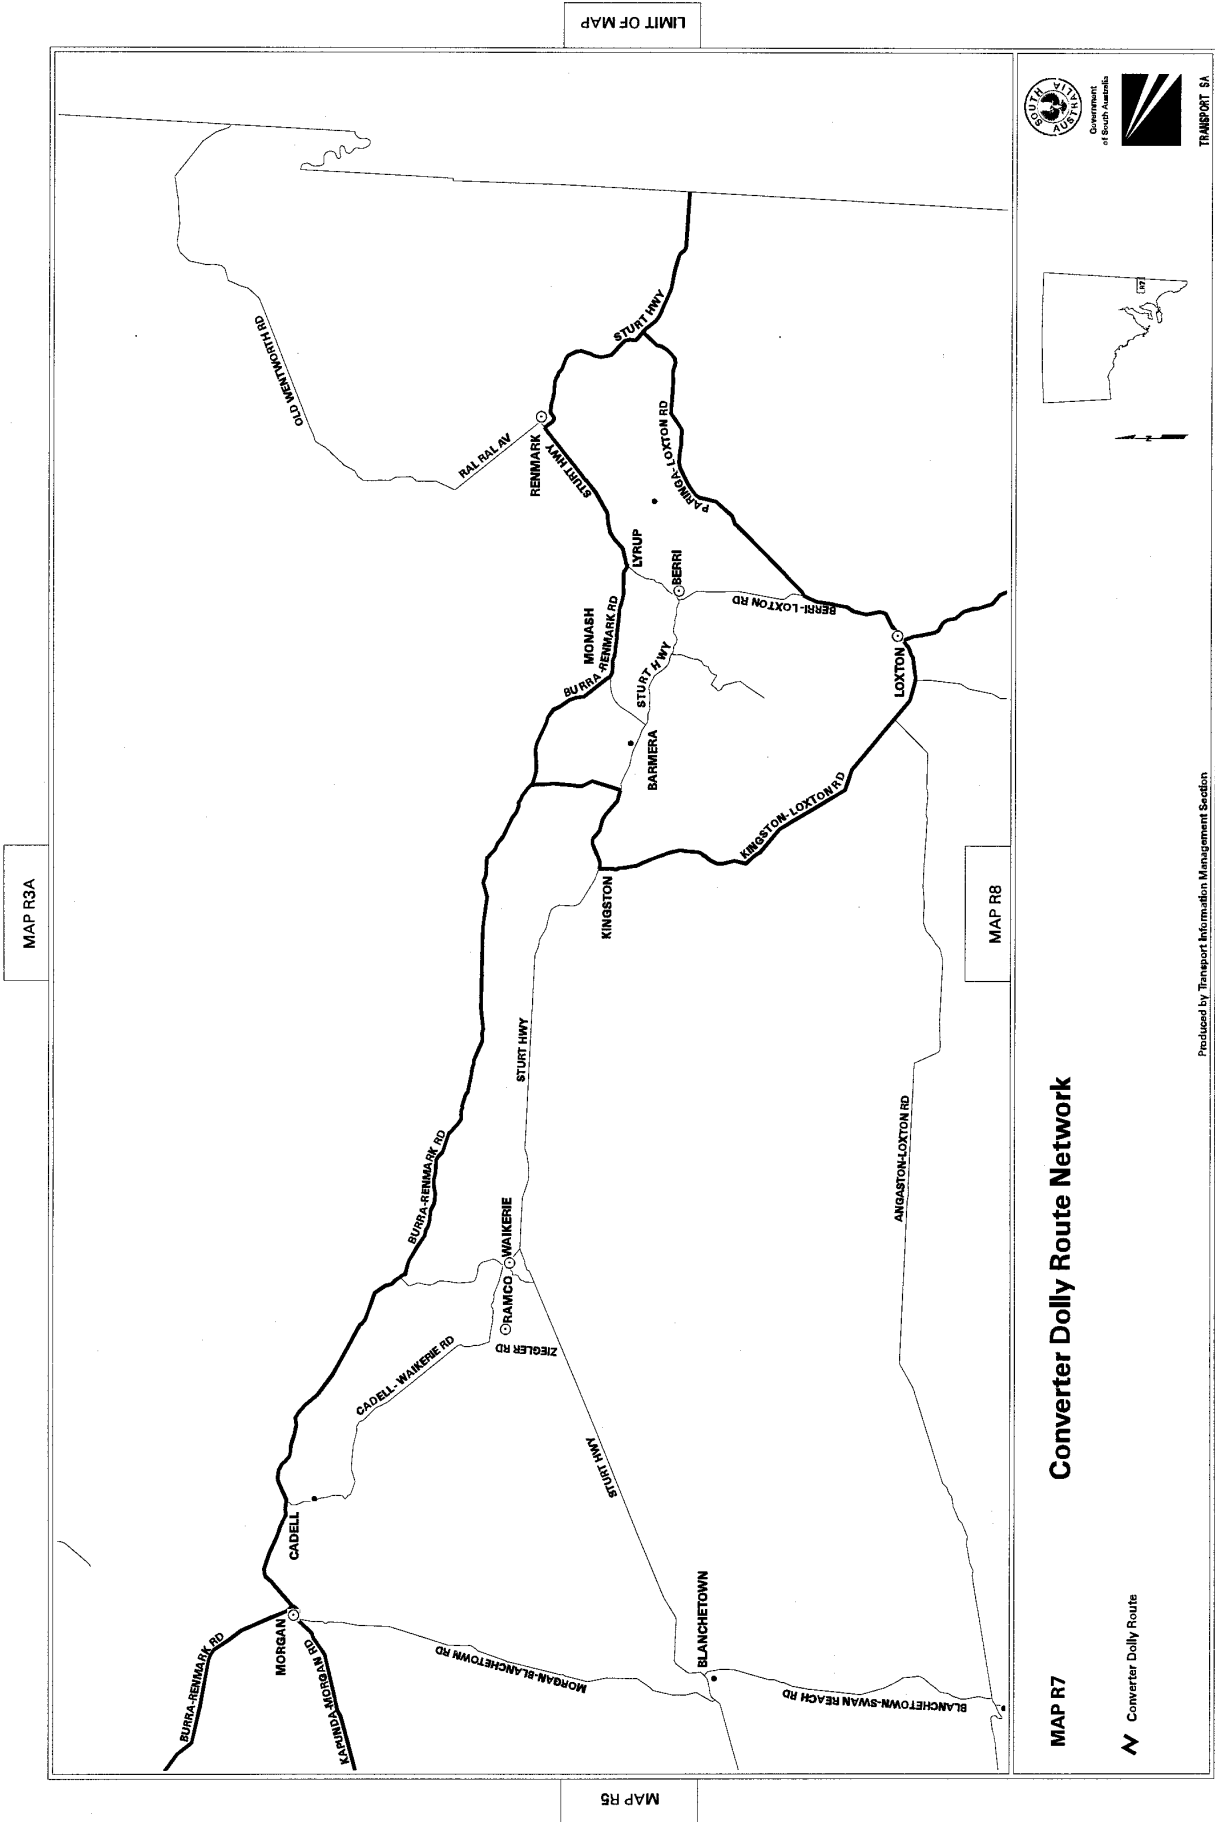 LIMIT OF MAP
MAP R3A
MAP R8
MAP R5
OLD WENTWORTH RD
RAL RAL AV
RENMARK
STURT HWY
STURT HWY
PARINGA-LOXTON RD
LYRUP
BERRI
BERRI-LOXTON RD
MONASH
BURRA-RENMARK RD
STURT HWY
BARMERA
LOXTON
KINGSTON-LOXTON RD
KINGSTON
STURT HWY
BURRA-RENMARK RD
WAIKERIE
RAMCO
ZIEGLER RD
CADELL-WAIKERIE RD
ANGASTON-LOXTON RD
STURT HWY
CADELL
MORGAN
BURRA-RENMARK RD
KAPUNDA-MORGAN RD
MORGAN-BLANCHETOWN RD
BLANCHETOWN
BLANCHETOWN-SWAN REACH RD
MAP R7
Converter Dolly Route Network
Converter Dolly Route
Produced by Transport Information Management Section
N
R7
SOUTH AUSTRALIA
Government
of South Australia
TRANSPORT SA